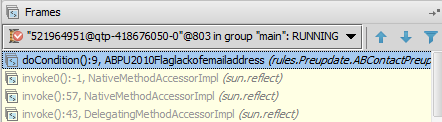 Frames
"521964951@qtp-418676050-0"@803 in group "main": RUNNING
doCondition():9, ABPU2010Flaglackofemailaddress (rules.Preupdate.ABContactPreup
invoke0():-1, NativeMethodAccessorImpl (sun.reflect)
invoke():57, NativeMethodAccessorImpl (sun.reflect)
invoke():43, DelegatingMethodAccessorImpl (sun.reflect)